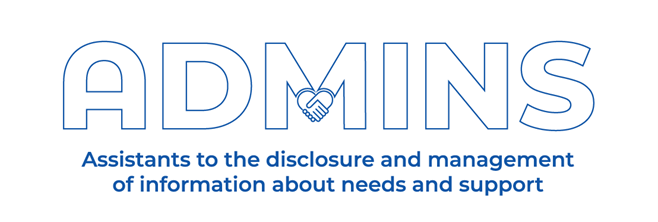 ADMINS
Assistants to the disclosure and management
of information about needs and support